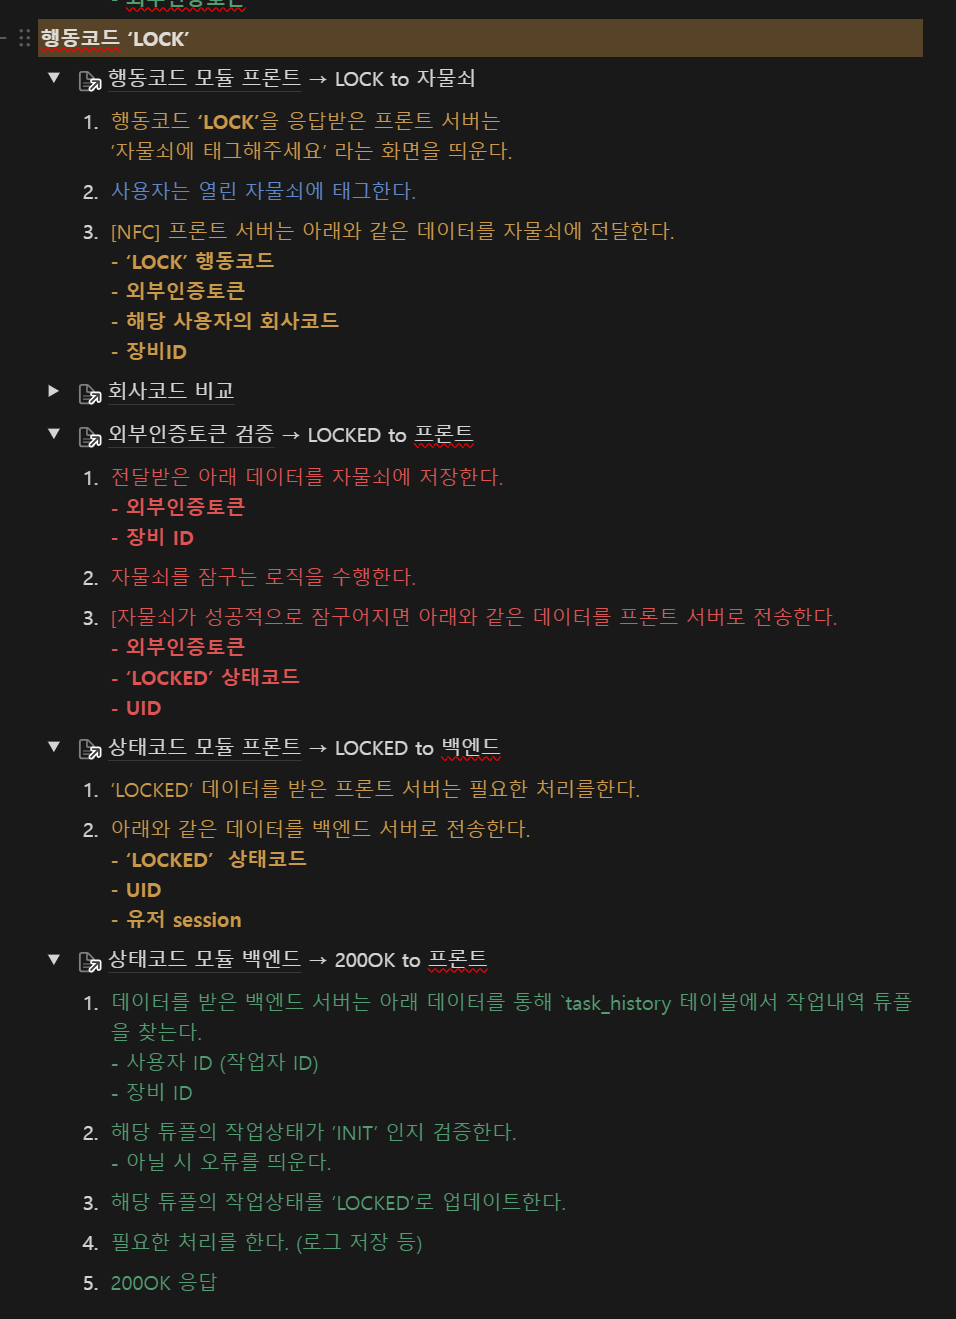 - 외부인증토큰
행동코드 ‘LOCK’
행동코드 모듈 프론트 → LOCK to 자물쇠
1. 행동코드 ‘LOCK’을 응답받은 프론트 서버는
’자물쇠에 태그해주세요’ 라는 화면을 띄운다.
2. 사용자는 열린 자물쇠에 태그한다.
3. [NFC] 프론트 서버는 아래와 같은 데이터를 자물쇠에 전달한다.
- ‘LOCK’ 행동코드
- 외부인증토큰
- 해당 사용자의 회사코드
- 장비ID
회사코드 비교
외부인증토큰 검증 → LOCKED to 프론트
1. 전달받은 아래 데이터를 자물쇠에 저장한다.
- 외부인증토큰
- 장비 ID
2. 자물쇠를 잠구는 로직을 수행한다.
3. [자물쇠가 성공적으로 잠구어지면 아래와 같은 데이터를 프론트 서버로 전송한다.
- 외부인증토큰
- ‘LOCKED’ 상태코드
- UID
상태코드 모듈 프론트 → LOCKED to 백엔드
1. ‘LOCKED’ 데이터를 받은 프론트 서버는 필요한 처리를한다.
2. 아래와 같은 데이터를 백엔드 서버로 전송한다.
- ‘LOCKED’  상태코드
- UID
- 유저 session
상태코드 모듈 백엔드 → 200OK to 프론트
1. 데이터를 받은 백엔드 서버는 아래 데이터를 통해 `task_history 테이블에서 작업내역 튜플
을 찾는다.
- 사용자 ID (작업자 ID)
- 장비 ID
2. 해당 튜플의 작업상태가 ‘INIT’ 인지 검증한다.
- 아닐 시 오류를 띄운다.
3. 해당 튜플의 작업상태를 ‘LOCKED’로 업데이트한다.
4. 필요한 처리를 한다. (로그 저장 등)
5. 200OK 응답